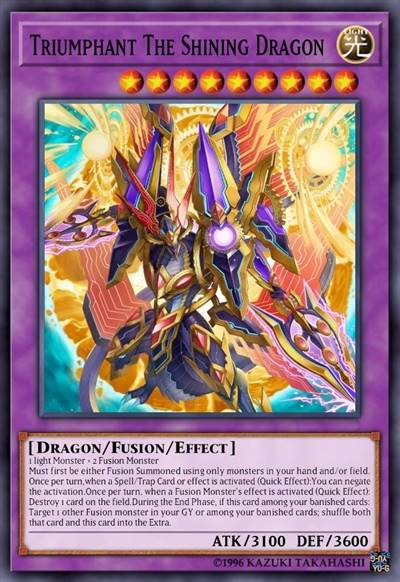 TRIUMPHANT THE SHINING DRAGON
LIGHT
光
[ DRAGON/FUSION/EFFECT ]
1 light Monster - 2 Fusion Monster
Must first be either Fusion Summoned using only monsters in your hand and/or field.
Once per turn,when a Spell/Trap Card or effect is activated (Quick Effect):You can negate
the activation.Once per turn, when a Fusion Monster's effect is activated (Quick Effect):
Destroy 1 card on the field.During the End Phase, if this card among your banished cards:
Target 1 other Fusion monster in your GY or among your banished cards; shuffle both
that card and this card into the Extra.
ATK/3100 DEF/3600
©1996 KAZUKI TAKAHASHI